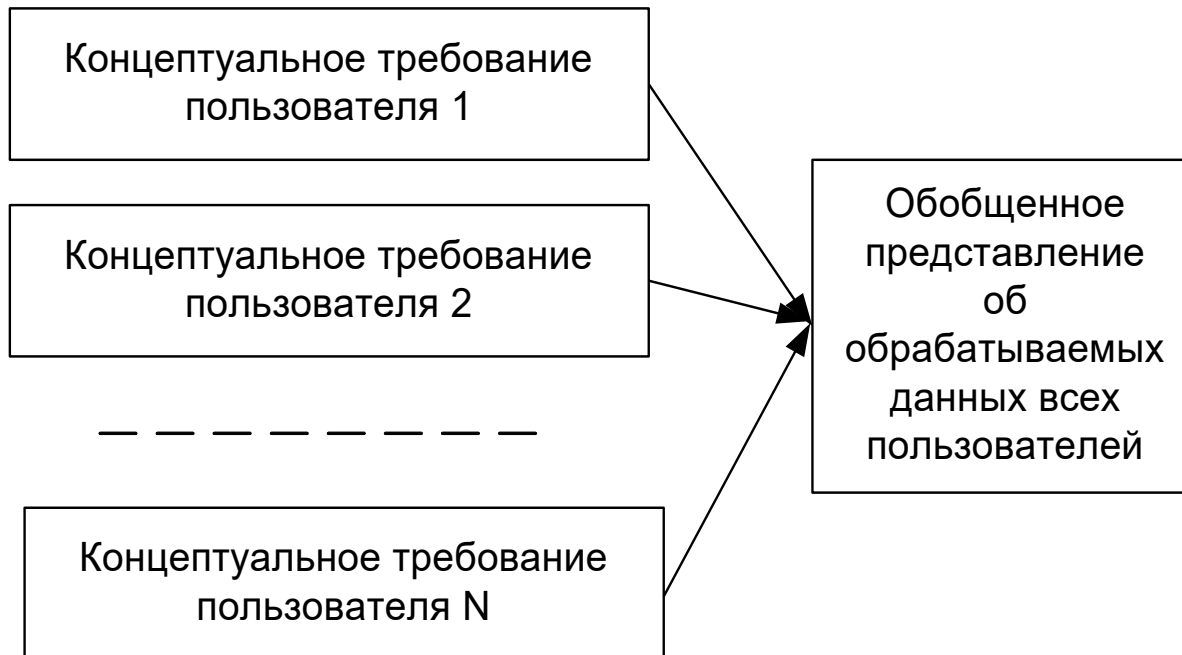 Концептуальное требование
пользователя 1
Концептуальное требование
пользователя 2
Концептуальное требование
пользователя N
Обобщенное
представление
об
обрабатываемых
данных всех
пользователей